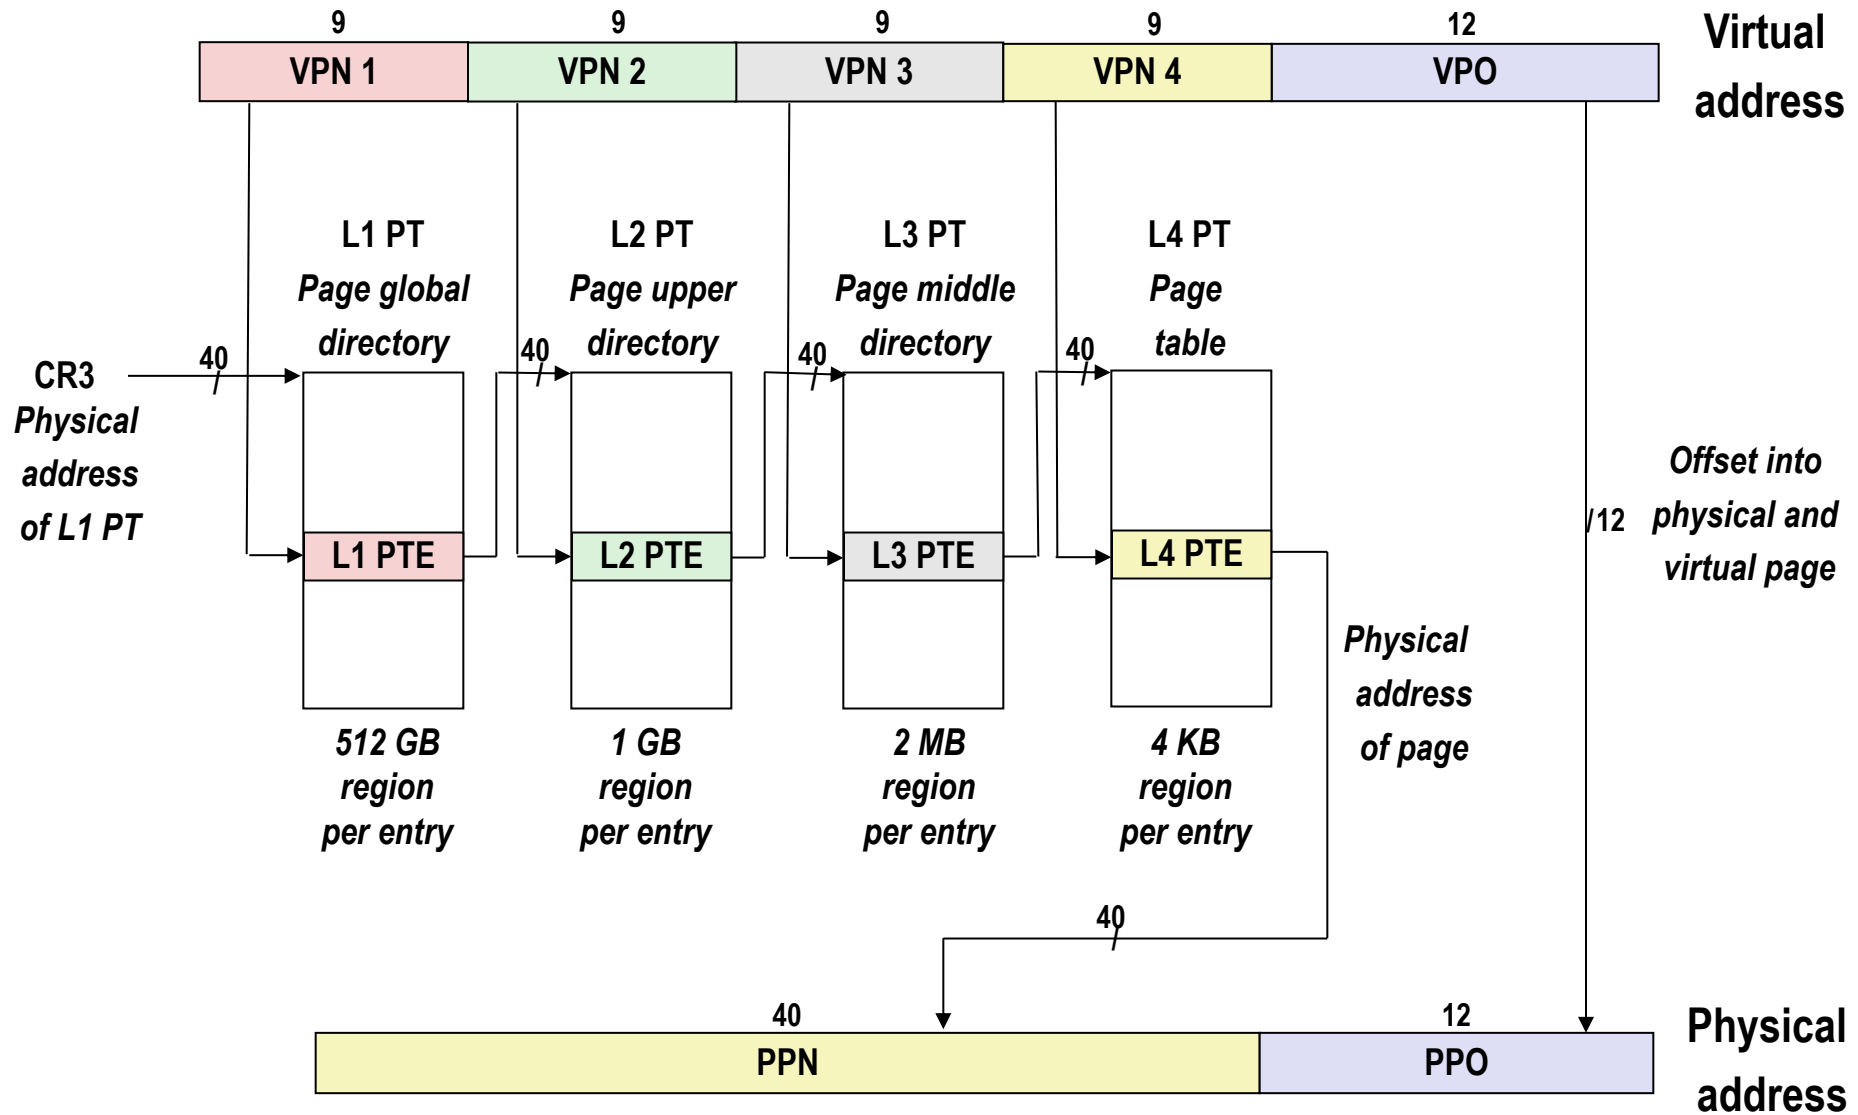 9 9 9 9 12
Virtual
address
VPN 1 VPN 2 VPN 3 VPN 4 VPO
L1 PT
Page global
directory
L2 PT
Page upper
directory
L3 PT
Page middle
directory
L4 PT
Page
table
CR3
Physical
address
of L1 PT
40 40 40 40
L1 PTE L2 PTE L3 PTE L4 PTE
/12
Offset into
physical and
virtual page
512 GB
region
per entry
1 GB
region
per entry
2 MB
region
per entry
4 KB
region
per entry
Physical
address
of page
40
40 12
PPN PPO
Physical
address